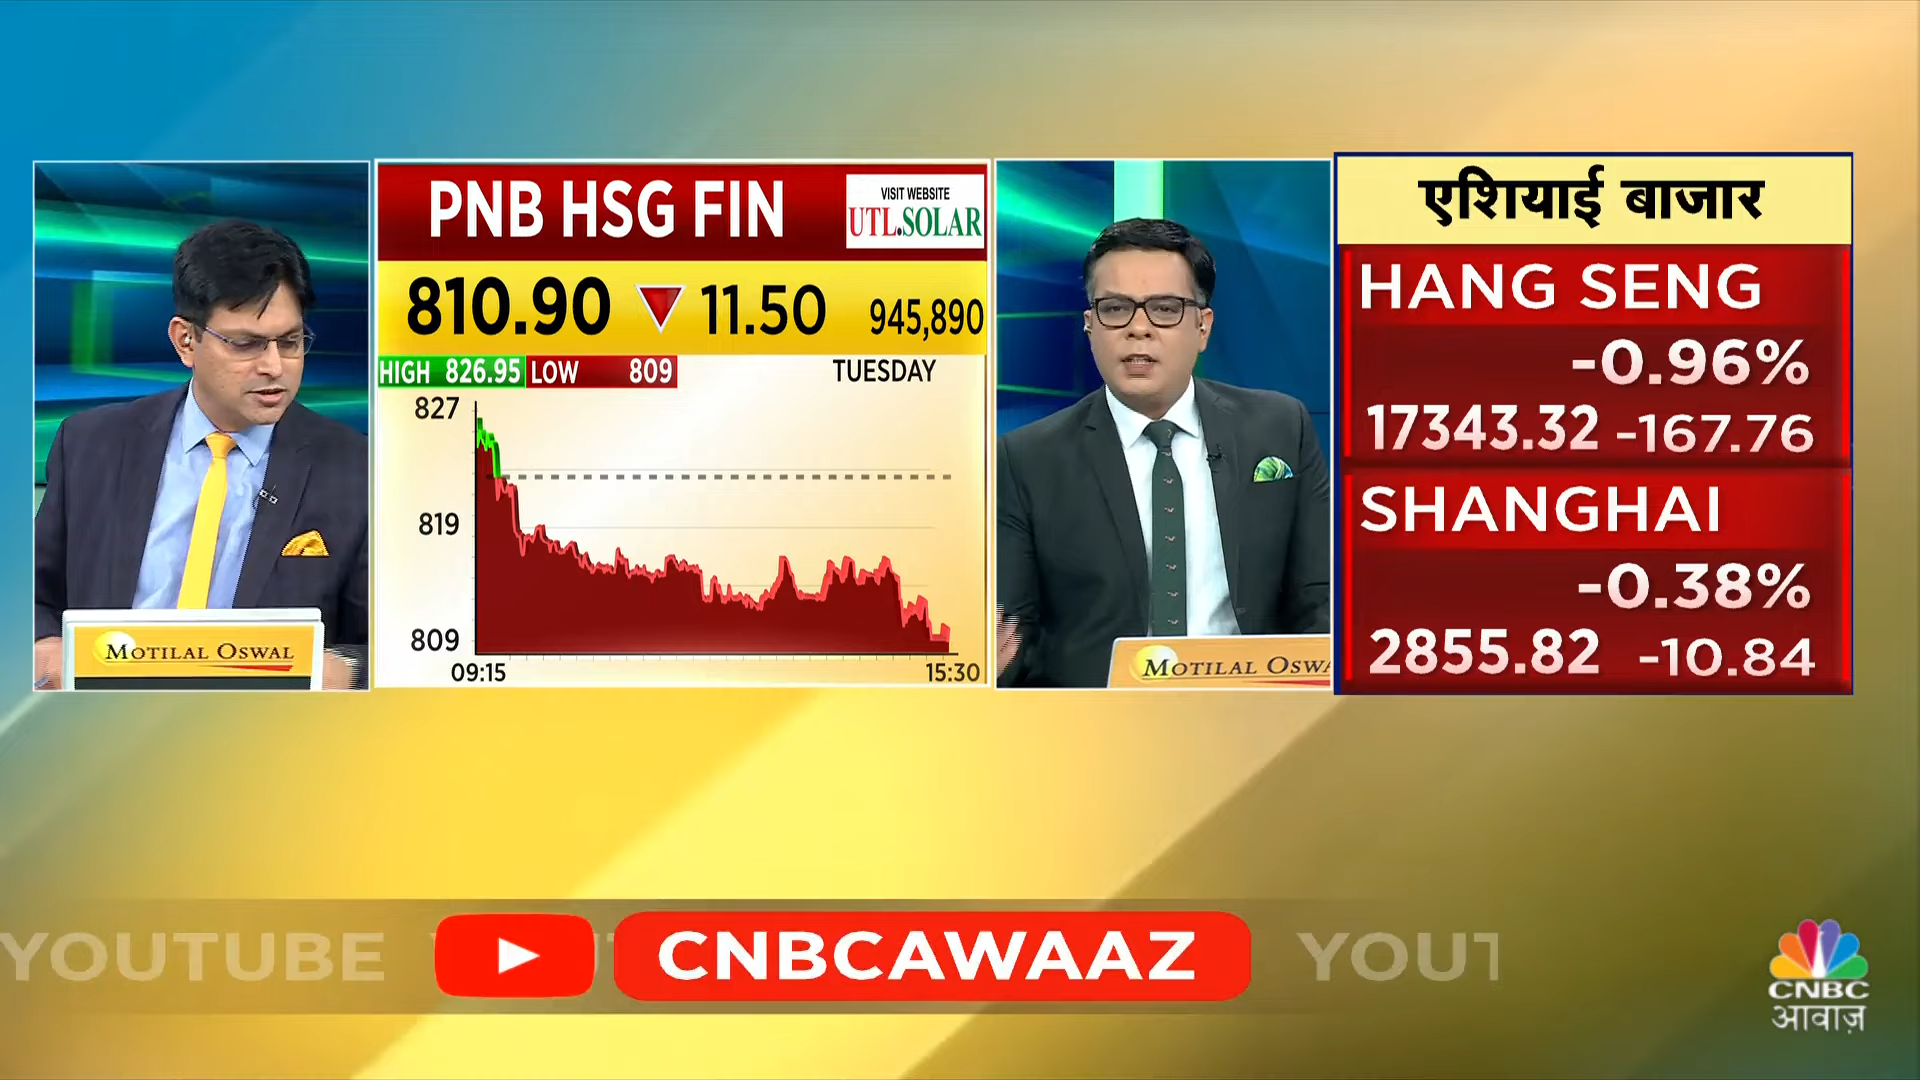 PNB HSG FIN
VISIT WEBSITE
UTL.SOLAR
810.90 11.50 945,890
HIGH 826.95 LOW 809 TUESDAY
827
819
809
09:15 15:30
MOTILAL OSWAL
MOTILAL OSWA
एशियाई बाजार
HANG SENG
-0.96%
17343.32 -167.76
SHANGHAI
-0.38%
2855.82 -10.84
YOUTUBE CNBCAWAAZ YOUT
CNBC
आवाज़